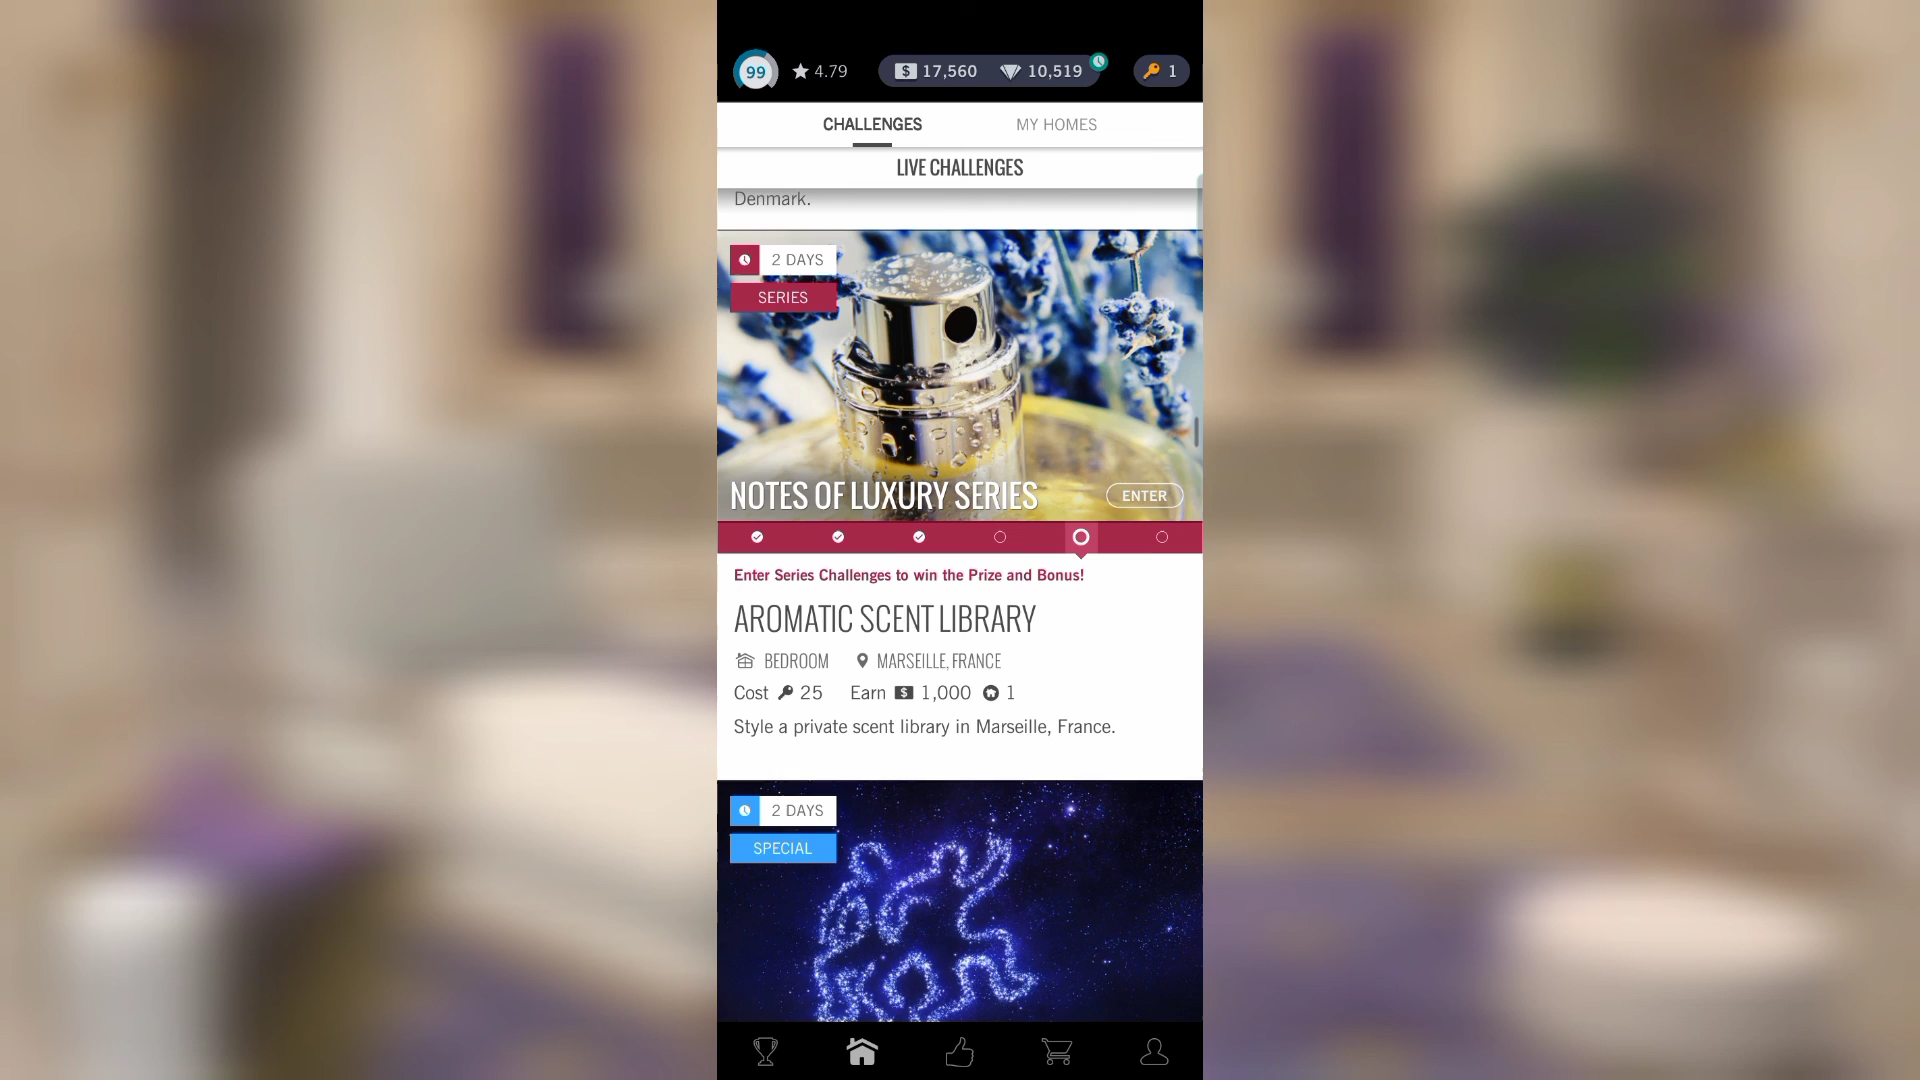 99 4.79 $ 17,560 10,519 1
CHALLENGES MY HOMES
LIVE CHALLENGES
Denmark.
2 DAYS
SERIES
NOTES OF LUXURY SERIES ENTER
Enter Series Challenges to win the Prize and Bonus!
AROMATIC SCENT LIBRARY
BEDROOM MARSEILLE, FRANCE
Cost 25 Earn $ 1,000 1
Style a private scent library in Marseille, France.
2 DAYS
SPECIAL